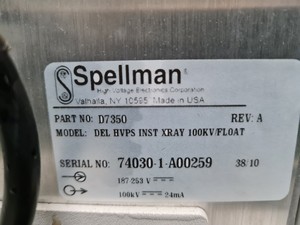 Spellman
High Voltage Electronics Corporation
Valhalla, NY 10595 Made in USA
PART NO: D7350 REV: A
MODEL: DEL HVPS INST XRAY 100KV/FLOAT
SERIAL NO: 74030-1-A00259 38/10
187-253 V
100kV 24mA